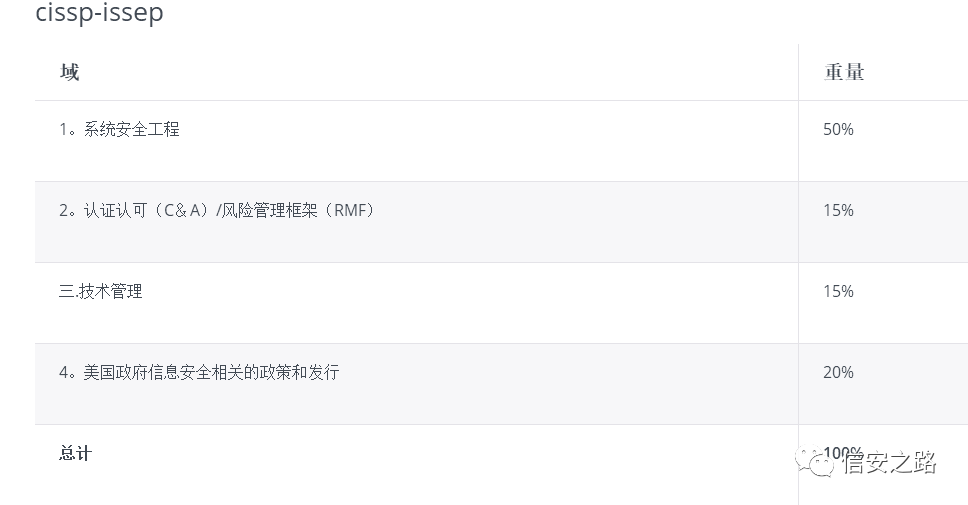 cissp-issep
域 重量
1。系统安全工程 50%
2。认证认可（C＆A）/风险管理框架（RMF） 15%
三.技术管理 15%
4。美国政府信息安全相关的政策和发行 20%
总计 100%
信安之路